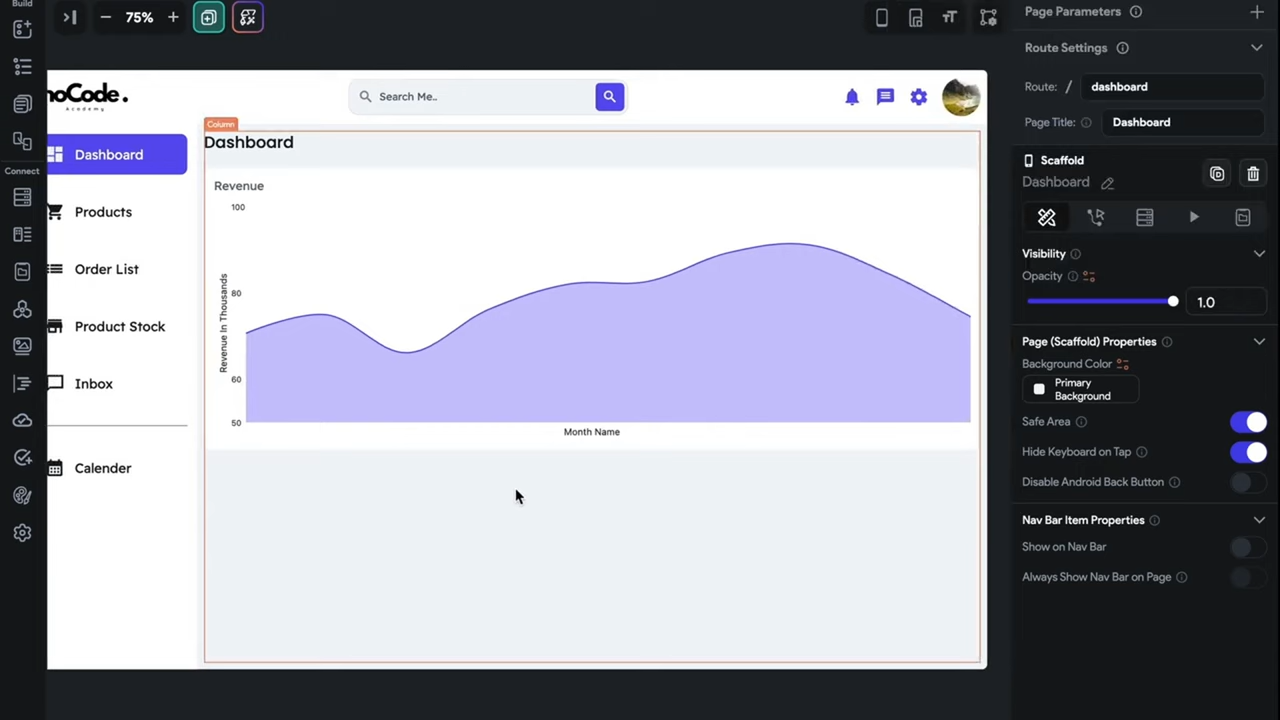 Build
75%
Page Parameters
Route Settings
Route: / dashboard
Page Title: Dashboard
Scaffold
Dashboard
Visibility
Opacity
1.0
Page (Scaffold) Properties
Background Color
Primary
Background
Safe Area
Hide Keyboard on Tap
Disable Android Back Button
Nav Bar Item Properties
Show on Nav Bar
Always Show Nav Bar on Page
Connect
noCode.
Academy
Search Me..
Dashboard
Products
Order List
Product Stock
Inbox
Calender
Column
Dashboard
Revenue
100
80
60
50
Revenue In Thousands
Month Name